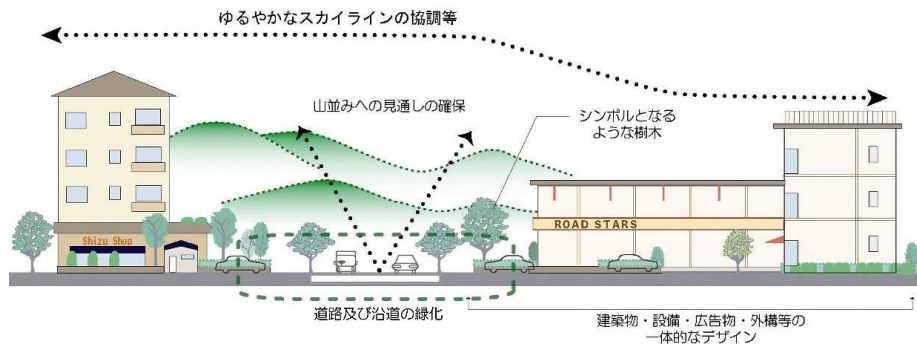 ゆるやかなスカイラインの協調等
山並みへの見通しの確保
シンボルとなる
ような樹木
Shizu Shop
ROAD STARS
道路及び沿道の緑化
建築物・設備・広告物・外構等の
一体的なデザイン